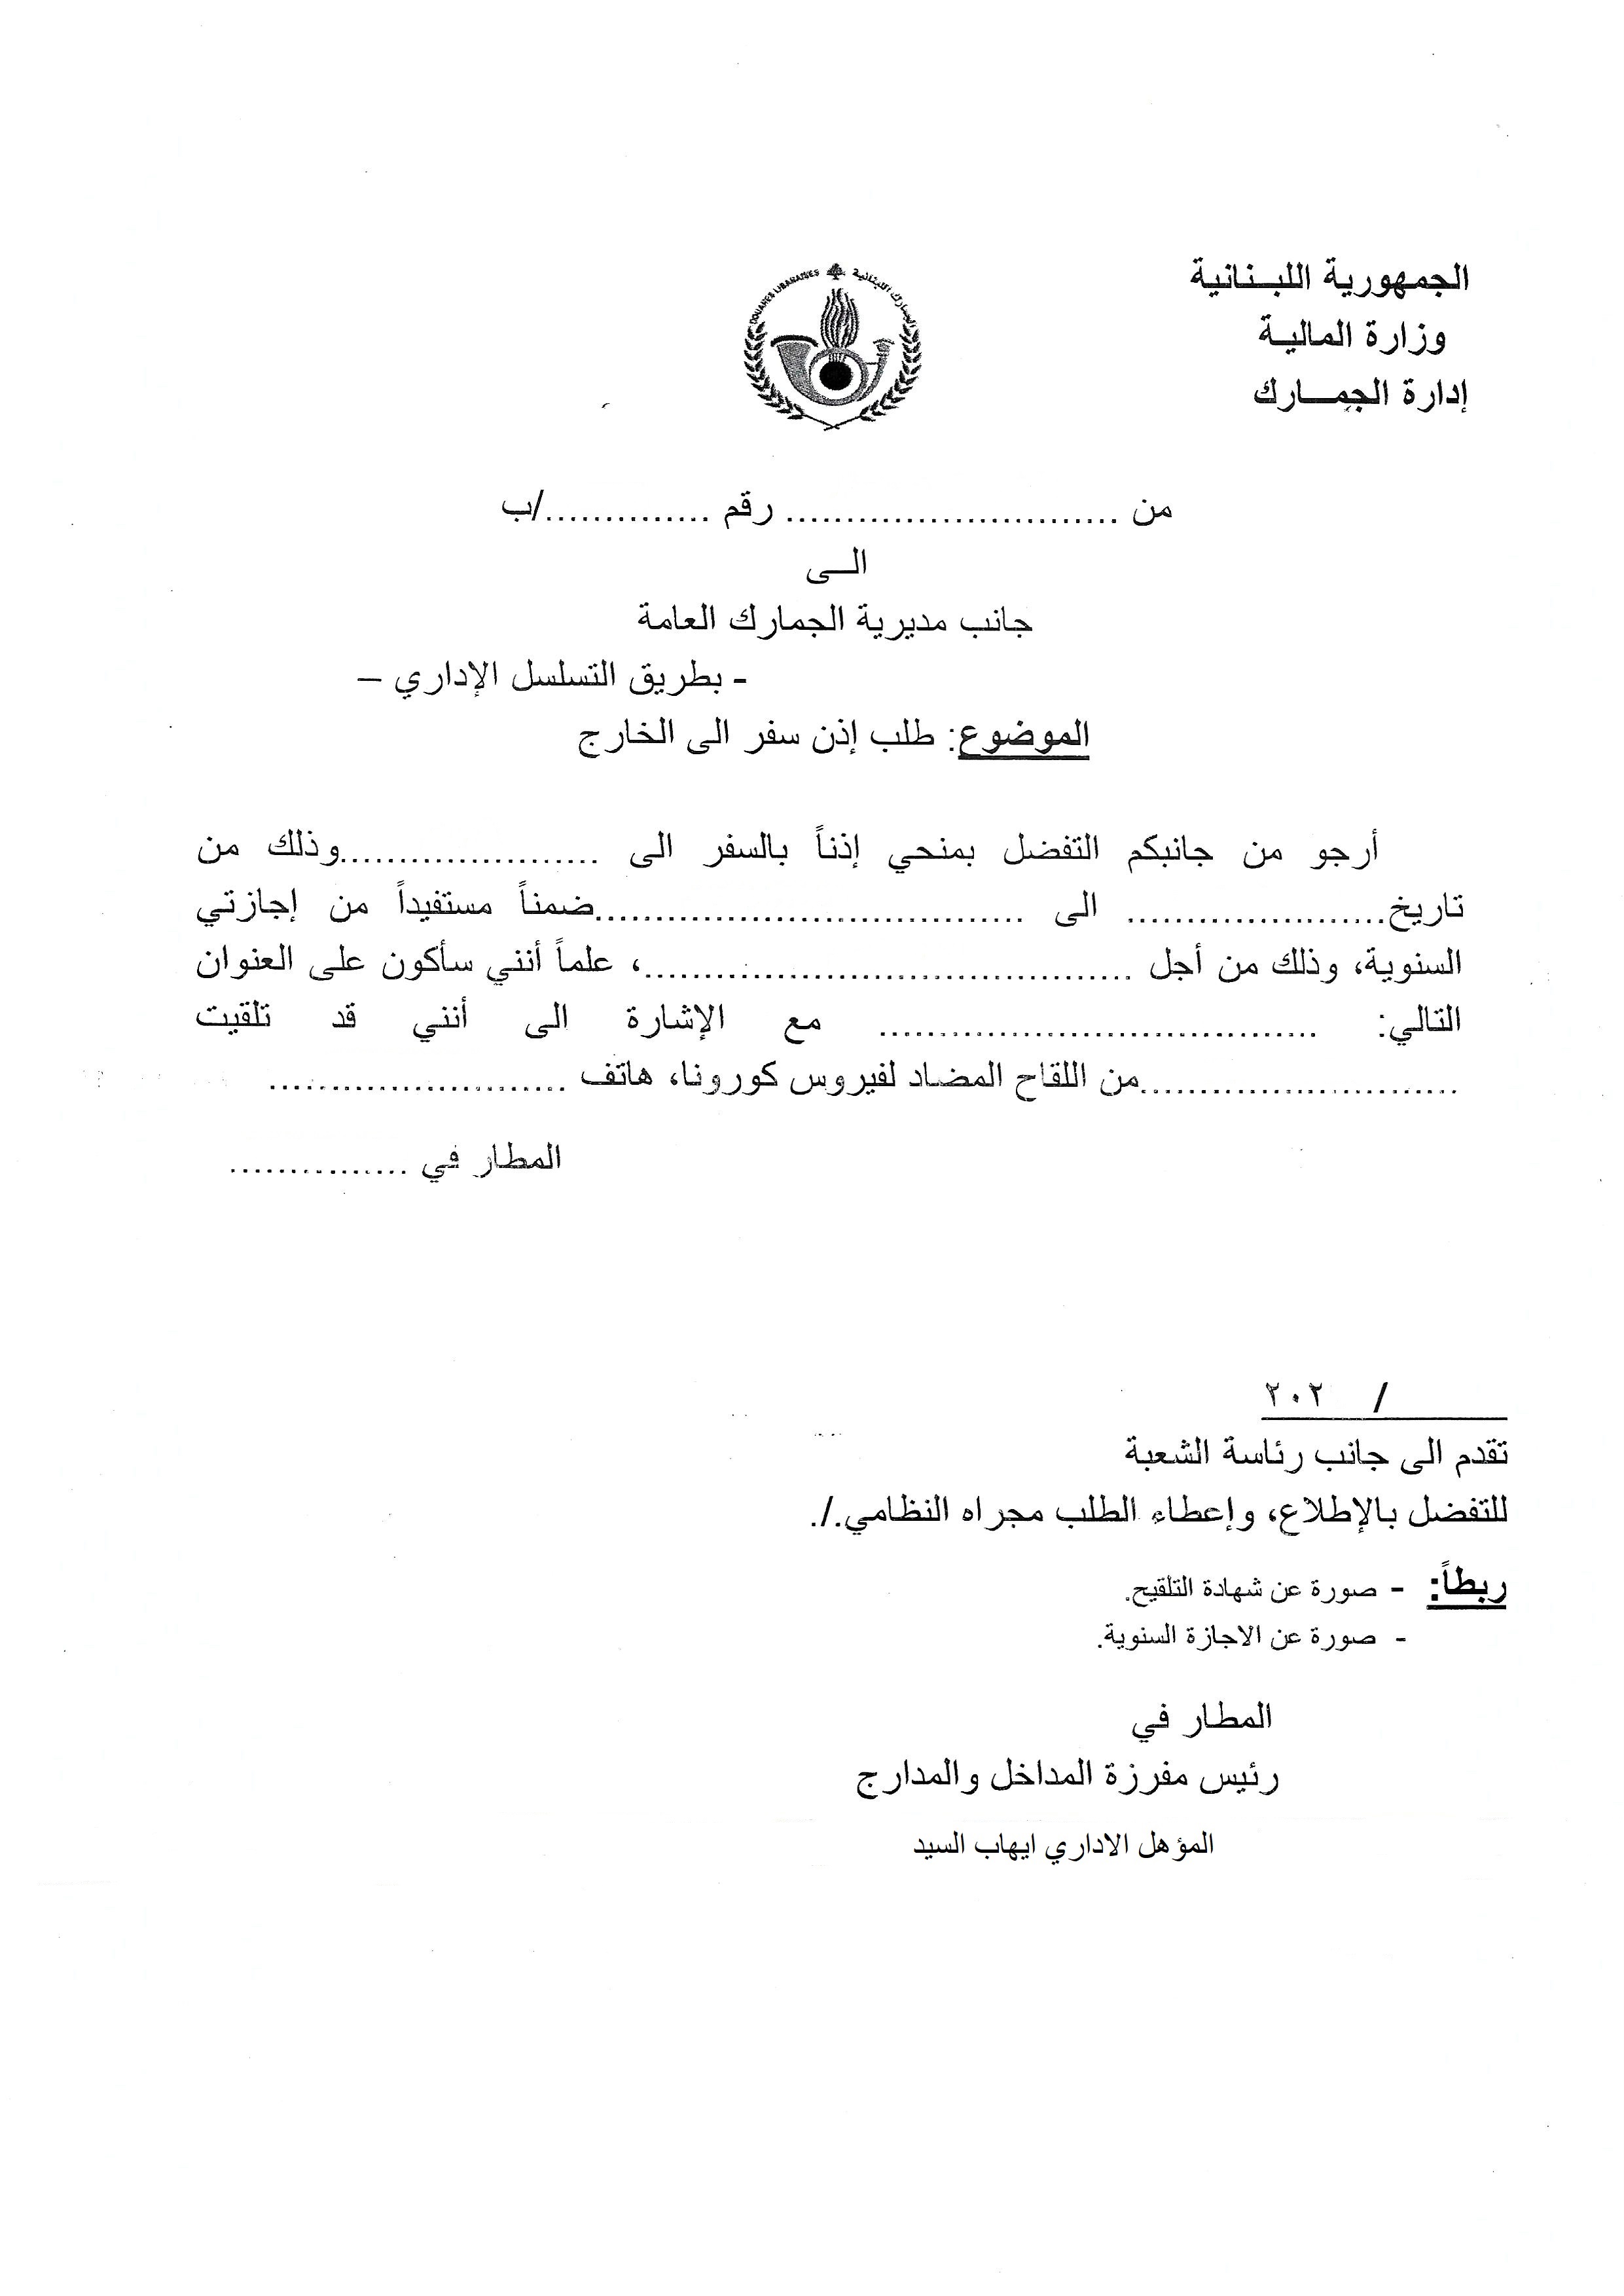 الجمهورية اللبنانية
وزارة المالية
إدارة الجمارك
DOUANES LIBANAISES الجمارك اللبنانية
من ............................ رقم ............../ب
الى
جانب مديرية الجمارك العامة
- بطريق التسلسل الإداري –
الموضوع: طلب إذن سفر الى الخارج
أرجو من جانبكم التفضل بمنحي إذناً بالسفر الى ......................وذلك من
تاريخ...................... الى ....................................ضمناً مستفيداً من إجازتي
السنوية، وذلك من أجل .........................................، علماً أنني سأكون على العنوان
التالي: ..................................... مع الإشارة الى أنني قد تلقيت
...........................من اللقاح المضاد لفيروس كورونا، هاتف .........................
المطار في ...............
/ ٢٠٢
تقدم الى جانب رئاسة الشعبة
للتفضل بالإطلاع، وإعطاء الطلب مجراه النظامي./.
ربطاً: - صورة عن شهادة التلقيح.
- صورة عن الاجازة السنوية.
المطار في
رئيس مفرزة المداخل والمدارج
المؤهل الاداري ايهاب السيد